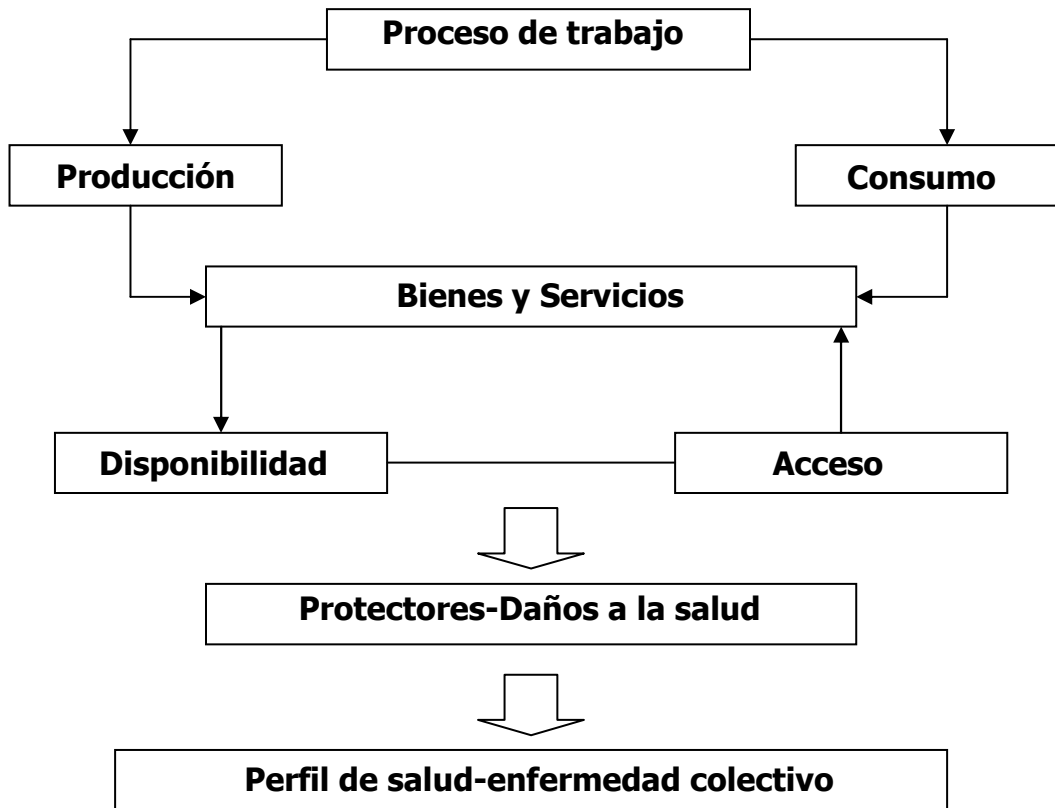 Proceso de trabajo
Producción
Consumo
Bienes y Servicios
Disponibilidad
Acceso
Protectores-Daños a la salud
Perfil de salud-enfermedad colectivo